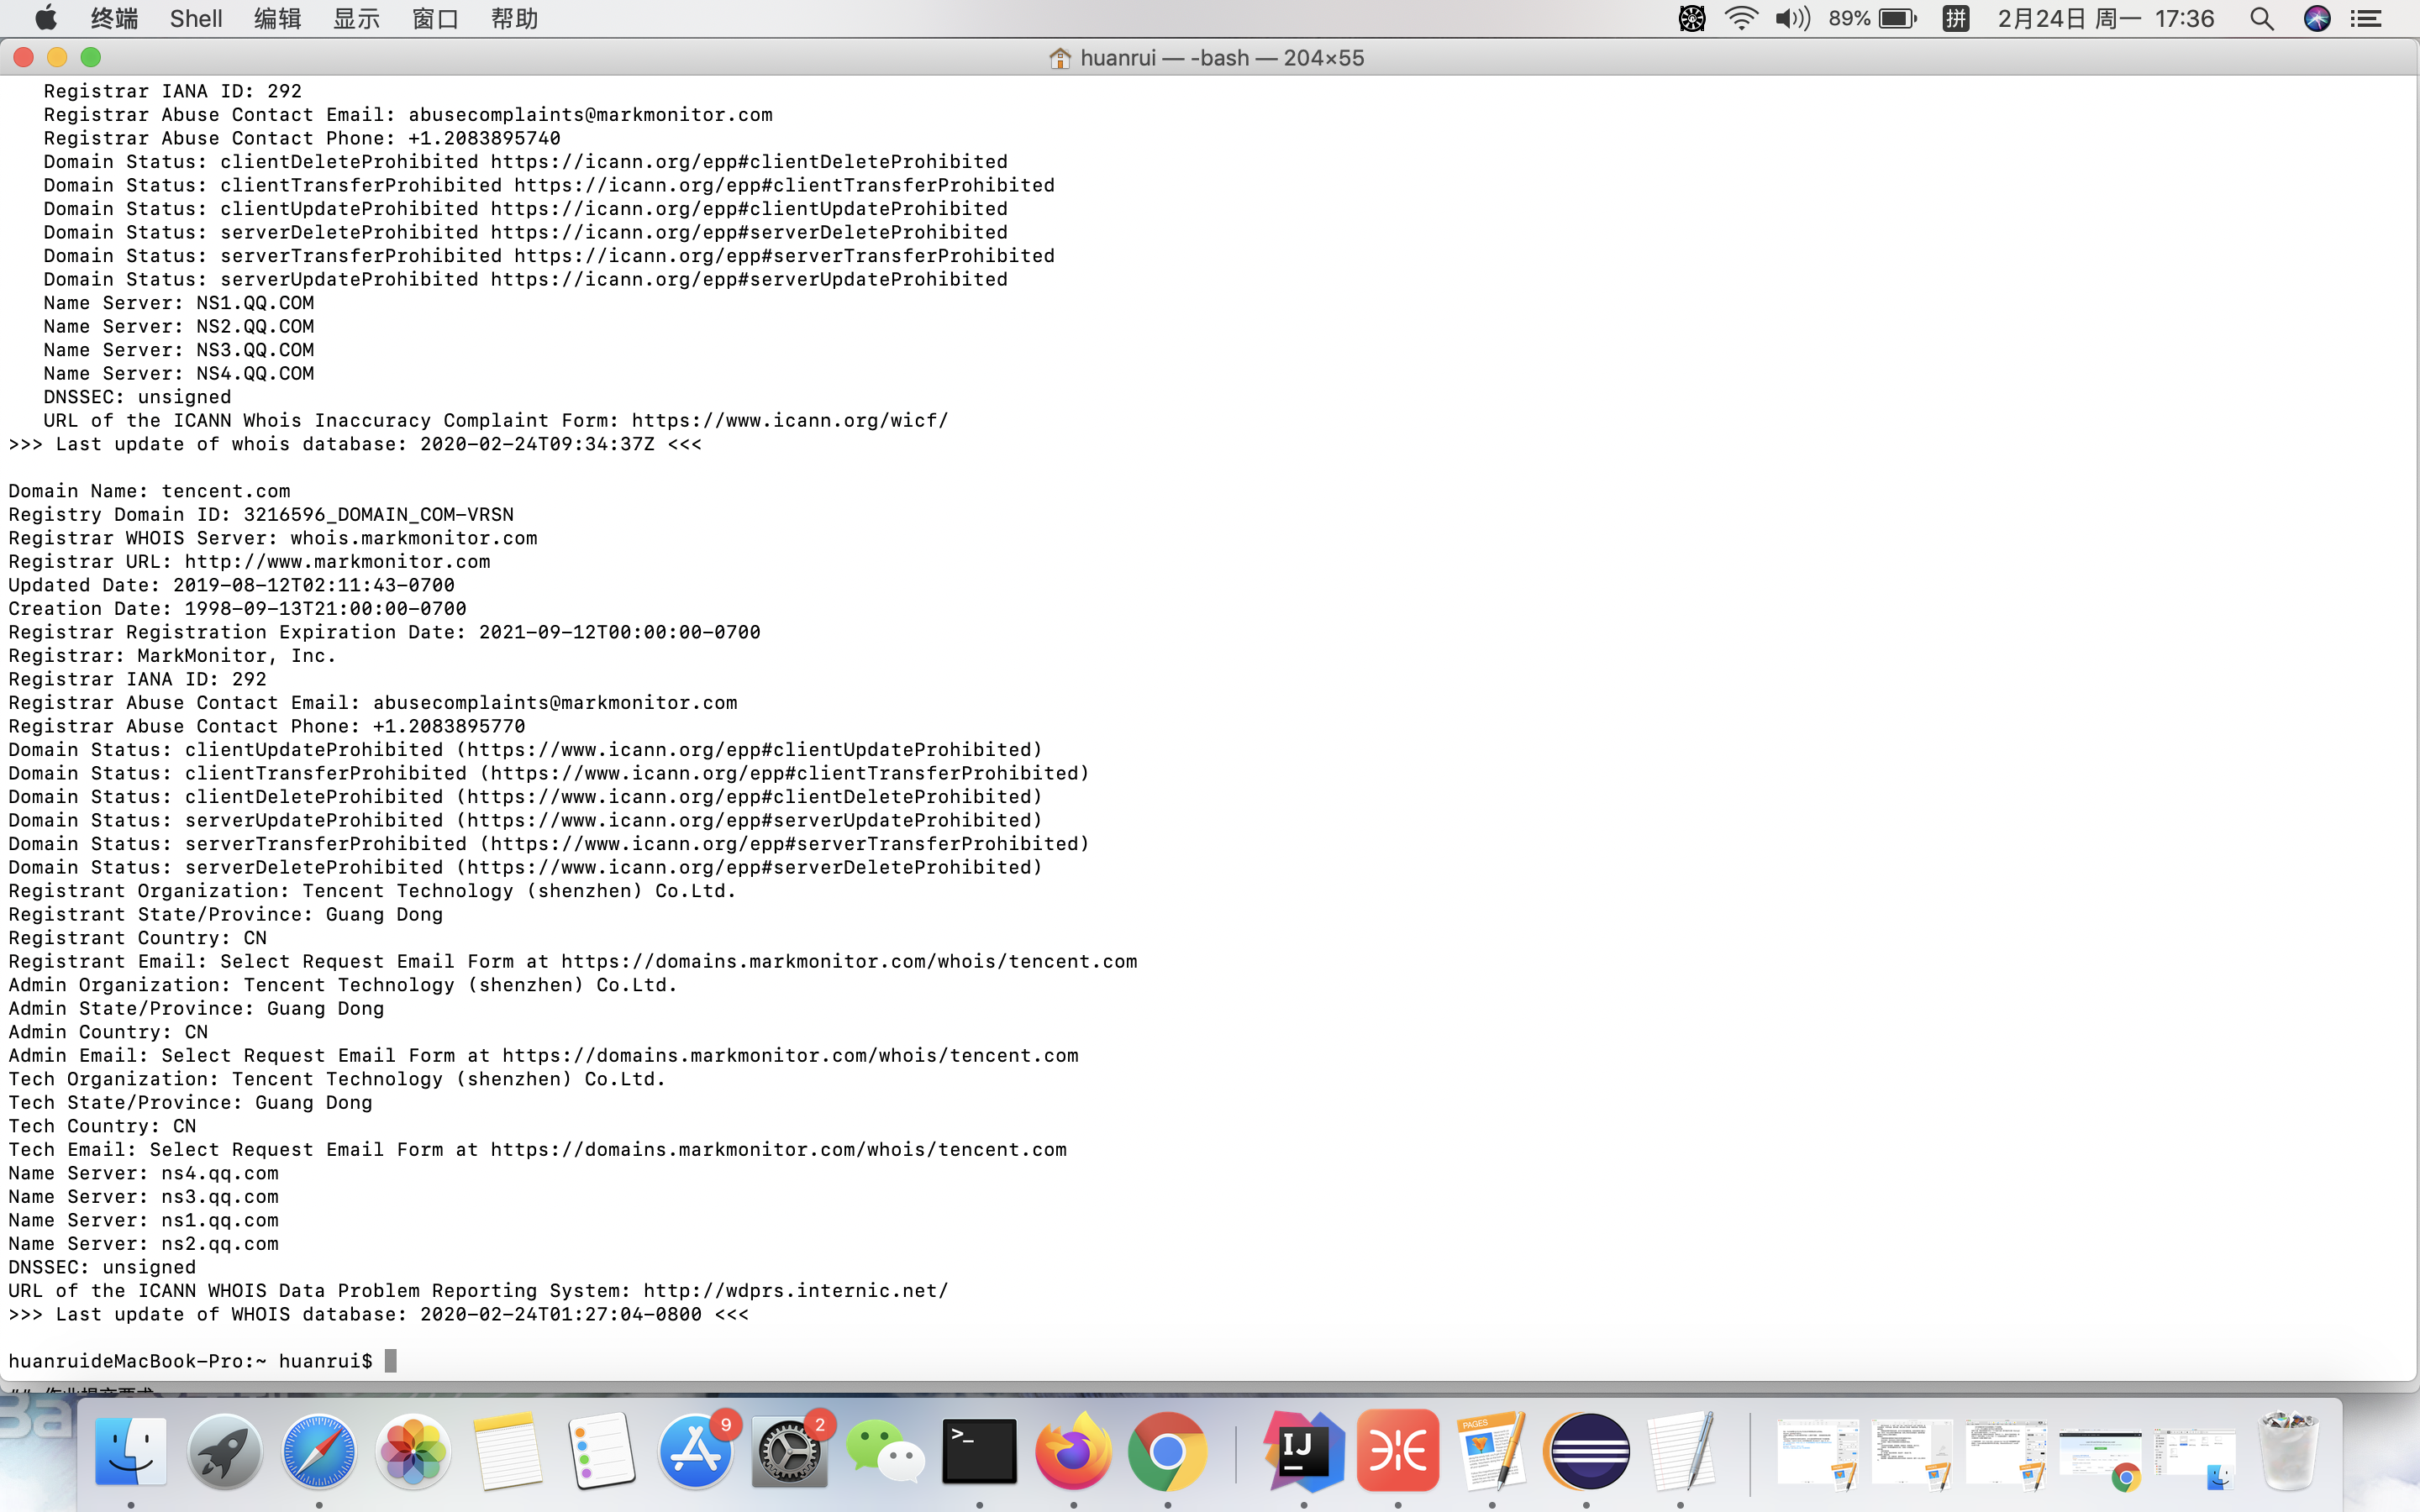 终端 Shell 编辑 显示 窗口 帮助 89% 拼 2月24日 周一 17:36
huanrui — -bash — 204×55
Registrar IANA ID: 292
Registrar Abuse Contact Email: abusecomplaints@markmonitor.com
Registrar Abuse Contact Phone: +1.2083895740
Domain Status: clientDeleteProhibited https://icann.org/epp#clientDeleteProhibited
Domain Status: clientTransferProhibited https://icann.org/epp#clientTransferProhibited
Domain Status: clientUpdateProhibited https://icann.org/epp#clientUpdateProhibited
Domain Status: serverDeleteProhibited https://icann.org/epp#serverDeleteProhibited
Domain Status: serverTransferProhibited https://icann.org/epp#serverTransferProhibited
Domain Status: serverUpdateProhibited https://icann.org/epp#serverUpdateProhibited
Name Server: NS1.QQ.COM
Name Server: NS2.QQ.COM
Name Server: NS3.QQ.COM
Name Server: NS4.QQ.COM
DNSSEC: unsigned
URL of the ICANN Whois Inaccuracy Complaint Form: https://www.icann.org/wicf/
>>> Last update of whois database: 2020-02-24T09:34:37Z <<<
Domain Name: tencent.com
Registry Domain ID: 3216596_DOMAIN_COM-VRSN
Registrar WHOIS Server: whois.markmonitor.com
Registrar URL: http://www.markmonitor.com
Updated Date: 2019-08-12T02:11:43-0700
Creation Date: 1998-09-13T21:00:00-0700
Registrar Registration Expiration Date: 2021-09-12T00:00:00-0700
Registrar: MarkMonitor, Inc.
Registrar IANA ID: 292
Registrar Abuse Contact Email: abusecomplaints@markmonitor.com
Registrar Abuse Contact Phone: +1.2083895770
Domain Status: clientUpdateProhibited (https://www.icann.org/epp#clientUpdateProhibited)
Domain Status: clientTransferProhibited (https://www.icann.org/epp#clientTransferProhibited)
Domain Status: clientDeleteProhibited (https://www.icann.org/epp#clientDeleteProhibited)
Domain Status: serverUpdateProhibited (https://www.icann.org/epp#serverUpdateProhibited)
Domain Status: serverTransferProhibited (https://www.icann.org/epp#serverTransferProhibited)
Domain Status: serverDeleteProhibited (https://www.icann.org/epp#serverDeleteProhibited)
Registrant Organization: Tencent Technology (shenzhen) Co.Ltd.
Registrant State/Province: Guang Dong
Registrant Country: CN
Registrant Email: Select Request Email Form at https://domains.markmonitor.com/whois/tencent.com
Admin Organization: Tencent Technology (shenzhen) Co.Ltd.
Admin State/Province: Guang Dong
Admin Country: CN
Admin Email: Select Request Email Form at https://domains.markmonitor.com/whois/tencent.com
Tech Organization: Tencent Technology (shenzhen) Co.Ltd.
Tech State/Province: Guang Dong
Tech Country: CN
Tech Email: Select Request Email Form at https://domains.markmonitor.com/whois/tencent.com
Name Server: ns4.qq.com
Name Server: ns3.qq.com
Name Server: ns1.qq.com
Name Server: ns2.qq.com
DNSSEC: unsigned
URL of the ICANN WHOIS Data Problem Reporting System: http://wdprs.internic.net/
>>> Last update of WHOIS database: 2020-02-24T01:27:04-0800 <<<
huanruideMacBook-Pro:~ huanrui$
9 2 >_ IJ PAGES